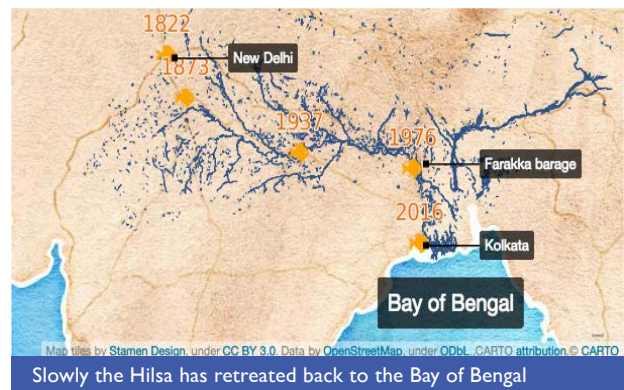 1822
New Delhi
1873
1937
1976
Farakka barage
2016
Kolkata
Bay of Bengal
Map tiles by Stamen Design, under CC BY 3.0. Data by OpenStreetMap, under ODbL .CARTO attribution © CARTO
Slowly the Hilsa has retreated back to the Bay of Bengal